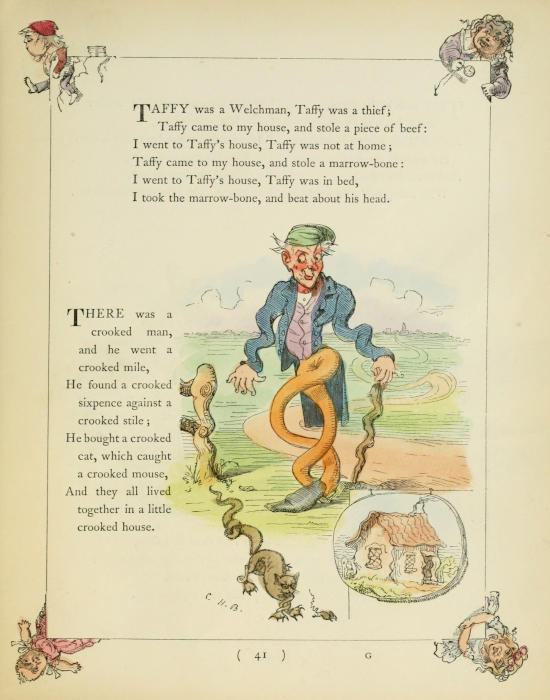 TAFFY was a Welchman, Taffy was a thief;
Taffy came to my house, and stole a piece of beef:
I went to Taffy's house, Taffy was not at home;
Taffy came to my house, and stole a marrow-bone:
I went to Taffy's house, Taffy was in bed,
I took the marrow-bone, and beat about his head.
THERE was a
crooked man,
and he went a
crooked mile,
He found a crooked
sixpence against a
crooked stile;
He bought a crooked
cat, which caught
a crooked mouse,
And they all lived
together in a little
crooked house.
C. H. B.
( 41 ) G